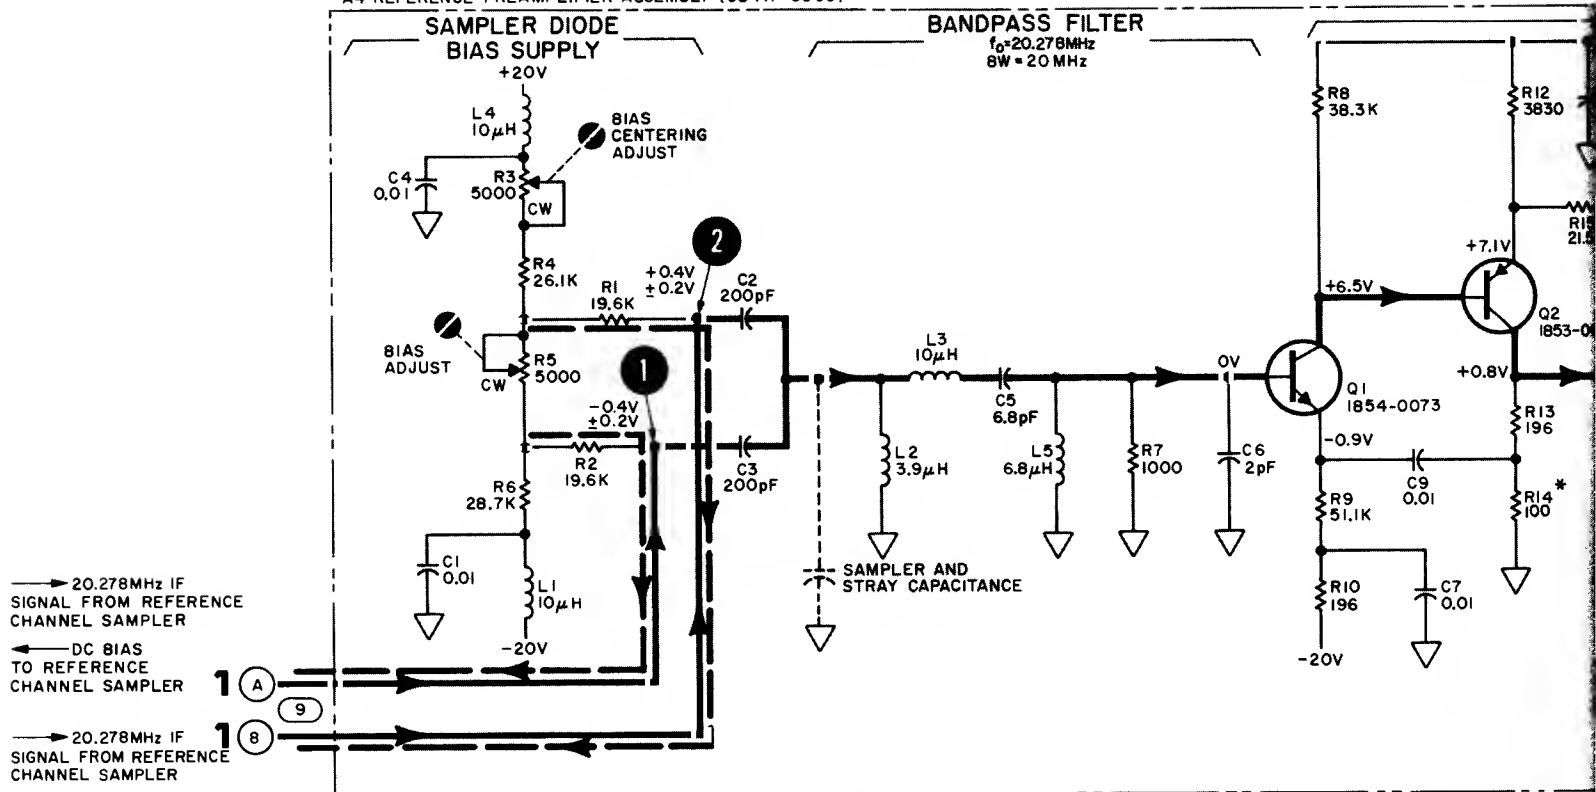 SAMPLER DIODE
BIAS SUPPLY
BANDPASS FILTER
fo=20.278MHz
BW = 20 MHz
+20V
L4
10µH
BIAS
CENTERING
ADJUST
C4
0.01
R3
5000
CW
R4
26.1K
R1
19.6K
+0.4V
±0.2V
2
C2
200pF
BIAS
ADJUST
R5
5000
CW
1
-0.4V
±0.2V
R2
19.6K
C3
200pF
R6
28.7K
C1
0.01
L1
10µH
-20V
L3
10µH
C5
6.8pF
L2
3.9µH
L5
6.8µH
R7
1000
C6
2pF
0V
SAMPLER AND
STRAY CAPACITANCE
R8
38.3K
R12
3830
+7.1V
+6.5V
Q2
Q1
1854-0073
+0.8V
R13
196
-0.9V
C9
0.01
R14 *
100
R9
51.1K
R10
196
C7
0.01
-20V
20.278MHz IF
SIGNAL FROM REFERENCE
CHANNEL SAMPLER
DC BIAS
TO REFERENCE
CHANNEL SAMPLER
1 A
9
20.278MHz IF
SIGNAL FROM REFERENCE
CHANNEL SAMPLER
1 8